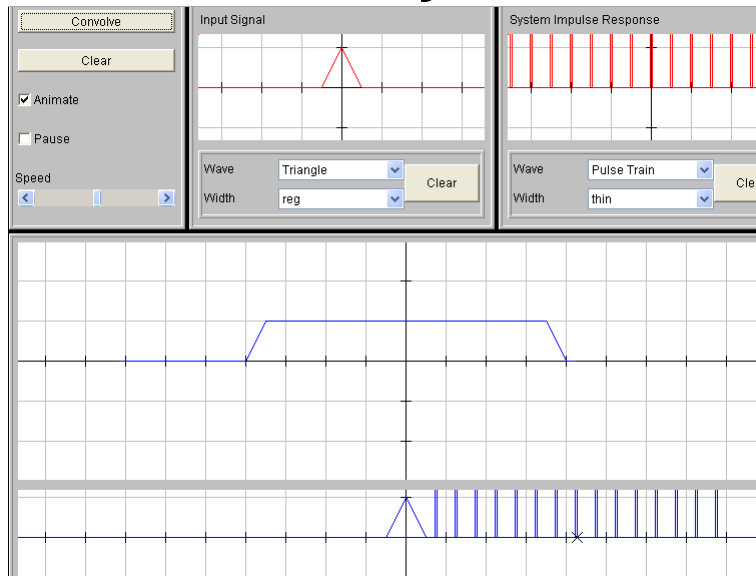 Convolve
Clear
Animate
Pause
Speed
Input Signal
Wave
Triangle
Width
reg
Clear
System Impulse Response
Wave
Pulse Train
Width
thin
Cle